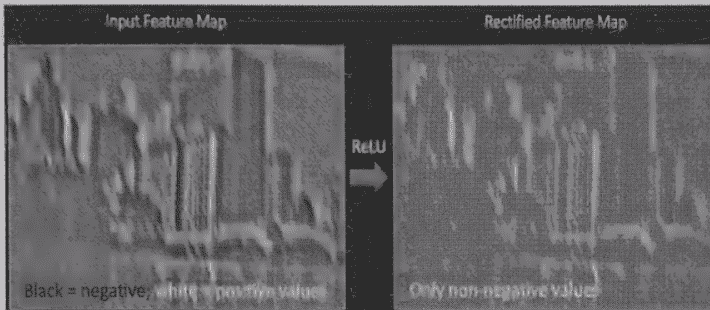 Input Feature Map
Rectified Feature Map
ReLU
Black = negative; white = positive values
Only non-negative values